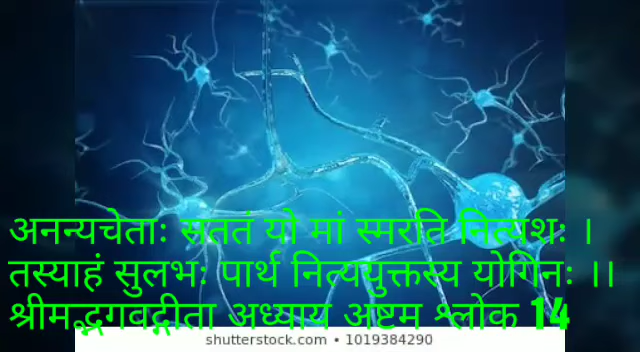 अनन्यचेताः सततं यो मां स्मरति नित्यशः ।
तस्याहं सुलभः पार्थ नित्ययुक्तस्य योगिनः ।।
श्रीमद्भगवद्गीता अध्याय अष्टम श्लोक 14
shutterstock.com • 1019384290